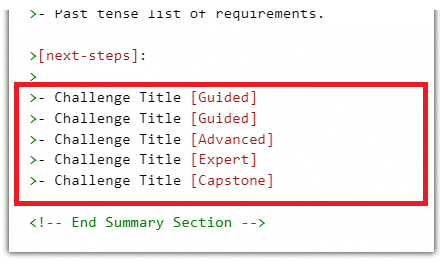 >- Past tense list of requirements.
>[next-steps]:
>
>- Challenge Title [Guided]
>- Challenge Title [Guided]
>- Challenge Title [Advanced]
>- Challenge Title [Expert]
>- Challenge Title [Capstone]
<!-- End Summary Section -->